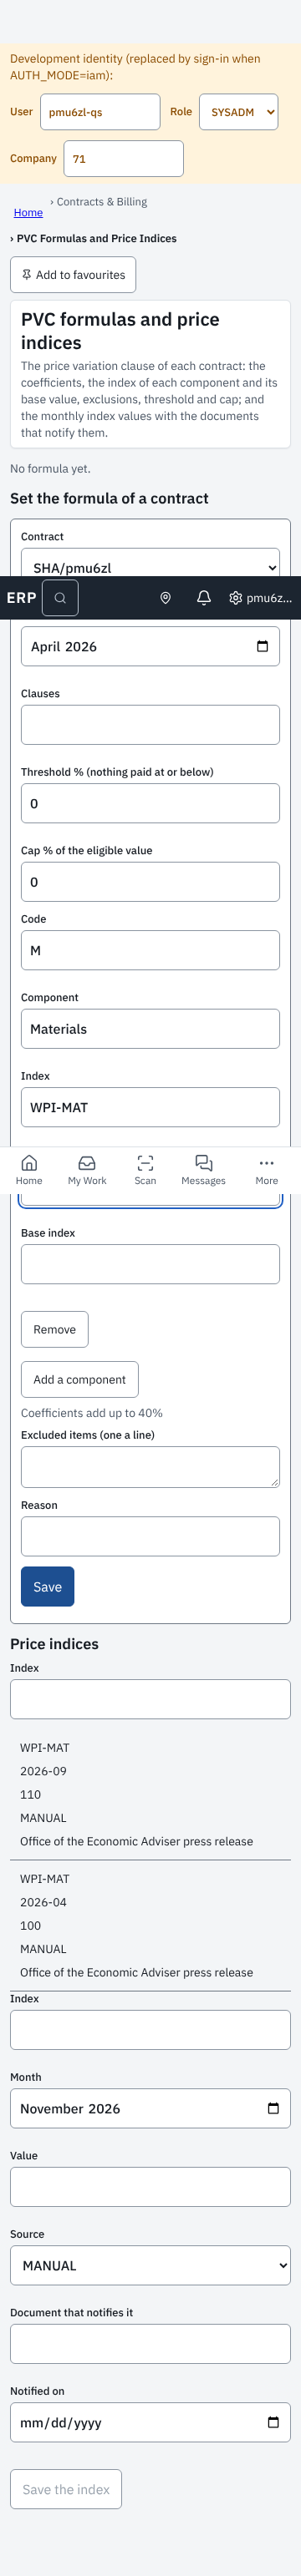 Development identity (replaced by sign-in when
AUTH_MODE=iam):
User pmu6zl-qs Role SYSADM
Company 71
Home › Contracts & Billing
› PVC Formulas and Price Indices
Add to favourites
PVC formulas and price
indices
The price variation clause of each contract: the
coefficients, the index of each component and its
base value, exclusions, threshold and cap; and
the monthly index values with the documents
that notify them.
No formula yet.
Set the formula of a contract
Contract
SHA/pmu6zl
ERP pmu6z...
April 2026
Clauses
Threshold % (nothing paid at or below)
0
Cap % of the eligible value
0
Code
M
Component
Materials
Index
WPI-MAT
Home My Work Scan Messages More
Base index
Remove
Add a component
Coefficients add up to 40%
Excluded items (one a line)
Reason
Save
Price indices
Index
WPI-MAT
2026-09
110
MANUAL
Office of the Economic Adviser press release
WPI-MAT
2026-04
100
MANUAL
Office of the Economic Adviser press release
Index
Month
November 2026
Value
Source
MANUAL
Document that notifies it
Notified on
mm/dd/yyyy
Save the index